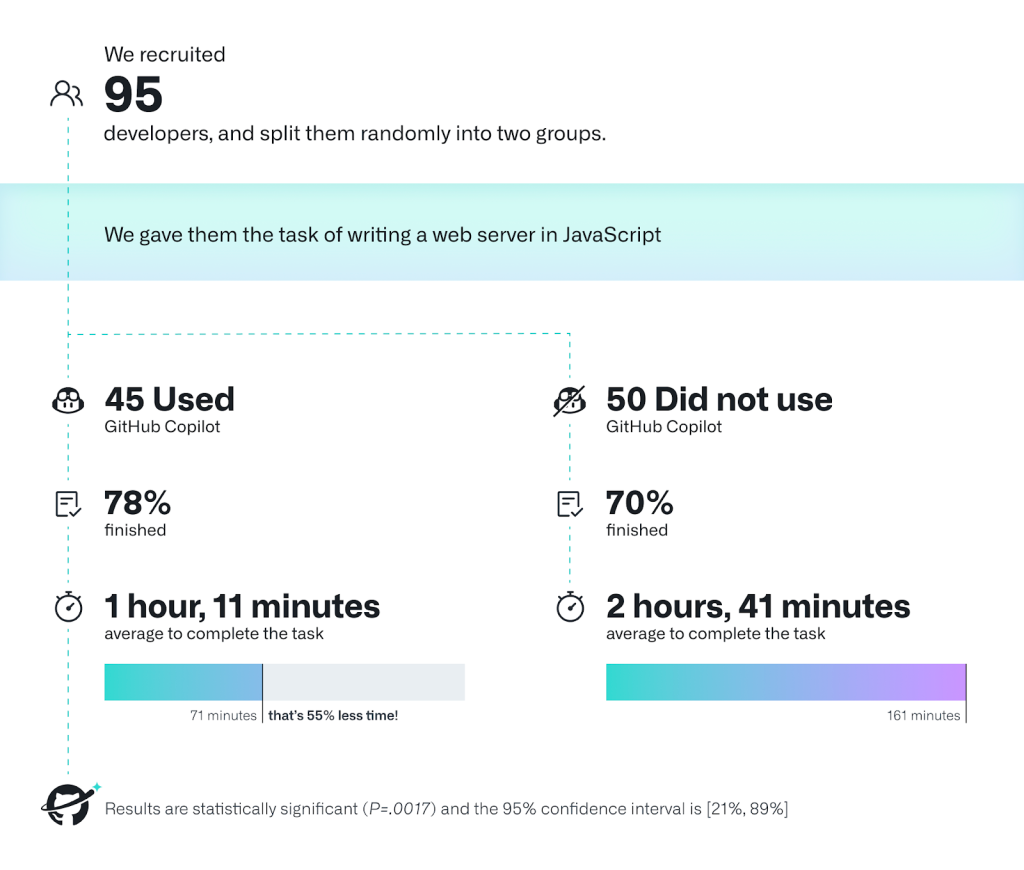 We recruited
95
developers, and split them randomly into two groups.
We gave them the task of writing a web server in JavaScript
45 Used
GitHub Copilot
50 Did not use
GitHub Copilot
78%
finished
70%
finished
1 hour, 11 minutes
average to complete the task
2 hours, 41 minutes
average to complete the task
71 minutes
that's 55% less time!
161 minutes
Results are statistically significant (P=.0017) and the 95% confidence interval is [21%, 89%]